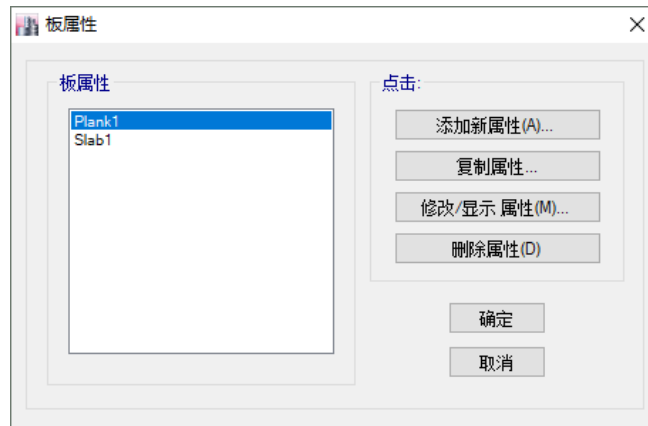 板属性
板属性
Plank1
Slab1
点击:
添加新属性(A)...
复制属性...
修改/显示 属性(M)...
删除属性(D)
确定
取消